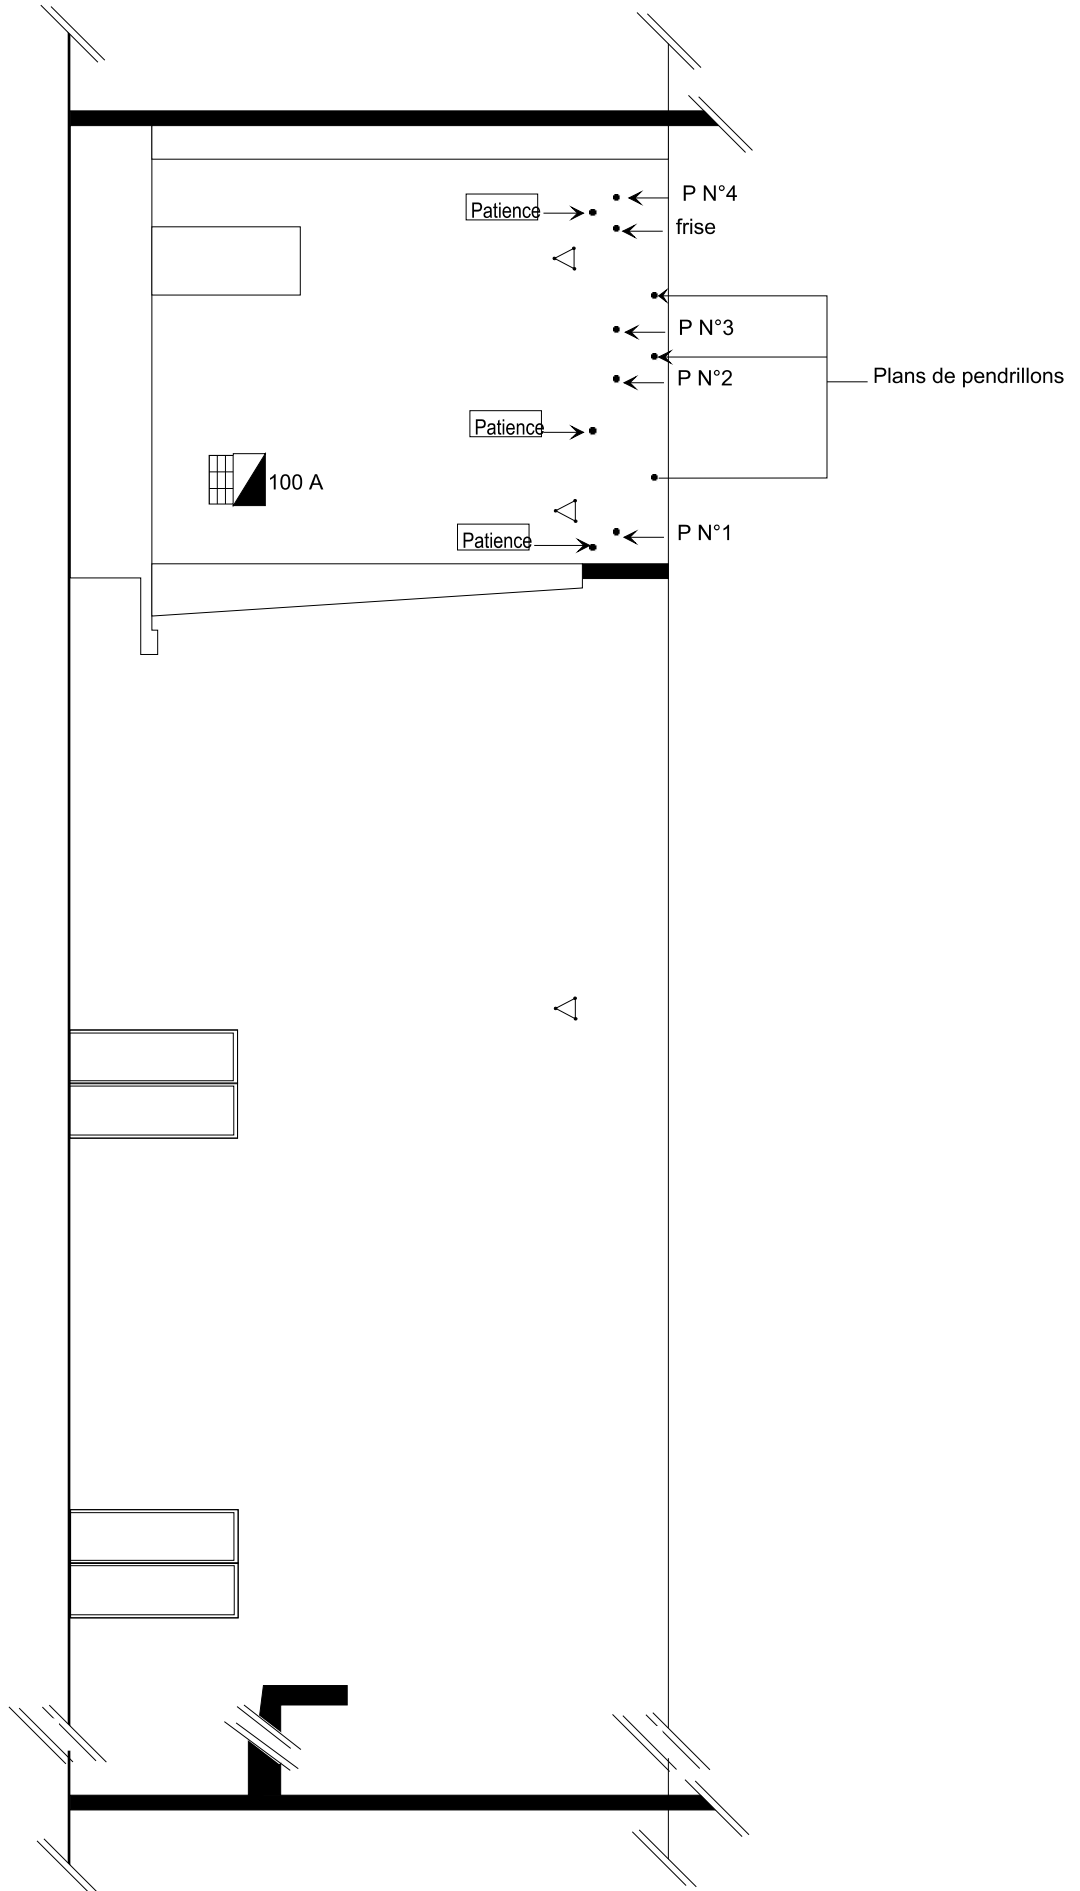 P N°4
Patience
frise
P N°3
P N°2
Plans de pendrillons
Patience
100 A
P N°1
Patience